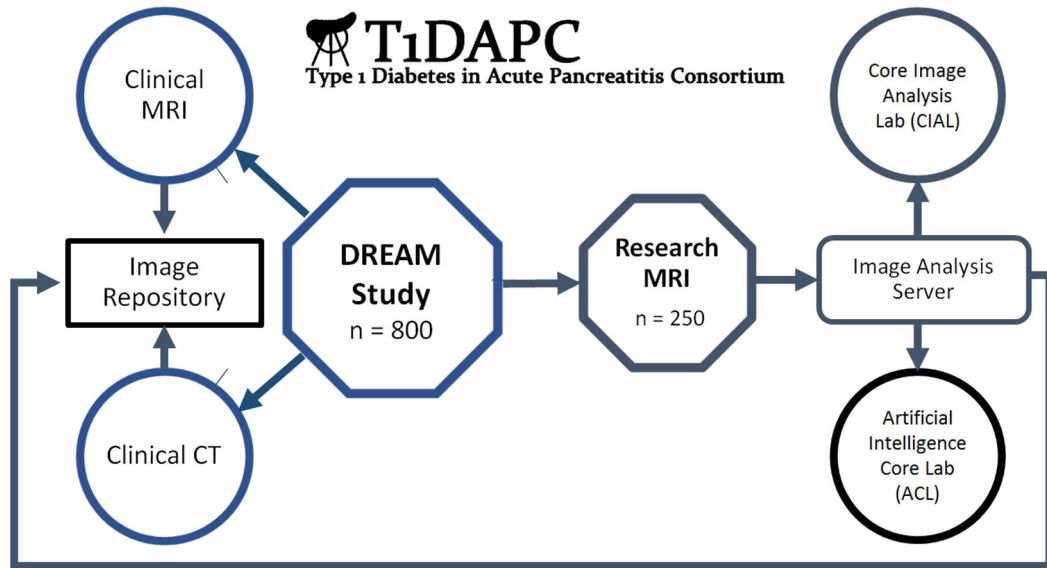 T1DAPC
Type 1 Diabetes in Acute Pancreatitis Consortium
Clinical
MRI
Image
Repository
Clinical CT
DREAM
Study
n = 800
Research
MRI
n = 250
Core Image
Analysis
Lab (CIAL)
Image Analysis
Server
Artificial
Intelligence
Core Lab
(ACL)